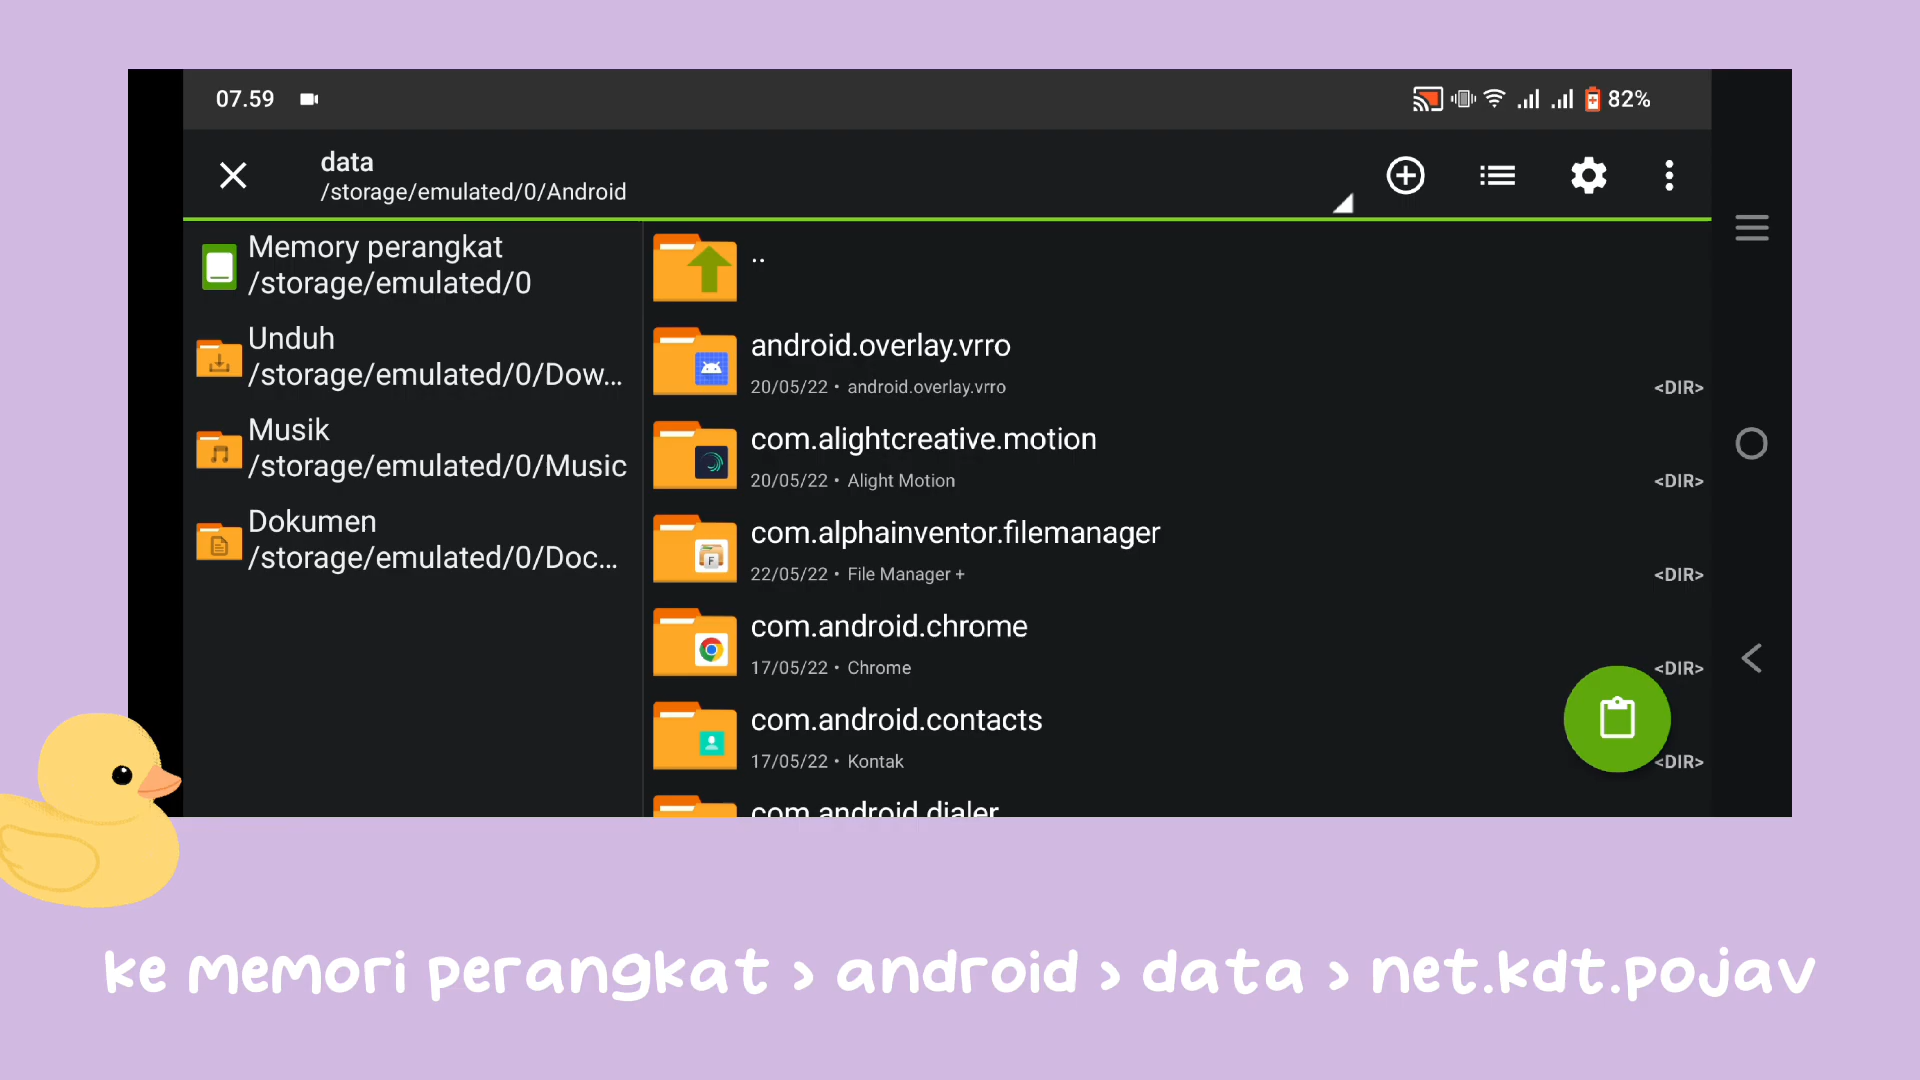 07.59
82%
data
/storage/emulated/0/Android
Memory perangkat
/storage/emulated/0
Unduh
/storage/emulated/0/Dow...
Musik
/storage/emulated/0/Music
Dokumen
/storage/emulated/0/Doc...
..
android.overlay.vrro
20/05/22 • android.overlay.vrro
<DIR>
com.alightcreative.motion
20/05/22 • Alight Motion
<DIR>
com.alphainventor.filemanager
22/05/22 • File Manager +
<DIR>
com.android.chrome
17/05/22 • Chrome
<DIR>
com.android.contacts
17/05/22 • Kontak
<DIR>
com.android.dialer
ke memori perangkat > android > data > net.kdt.pojav